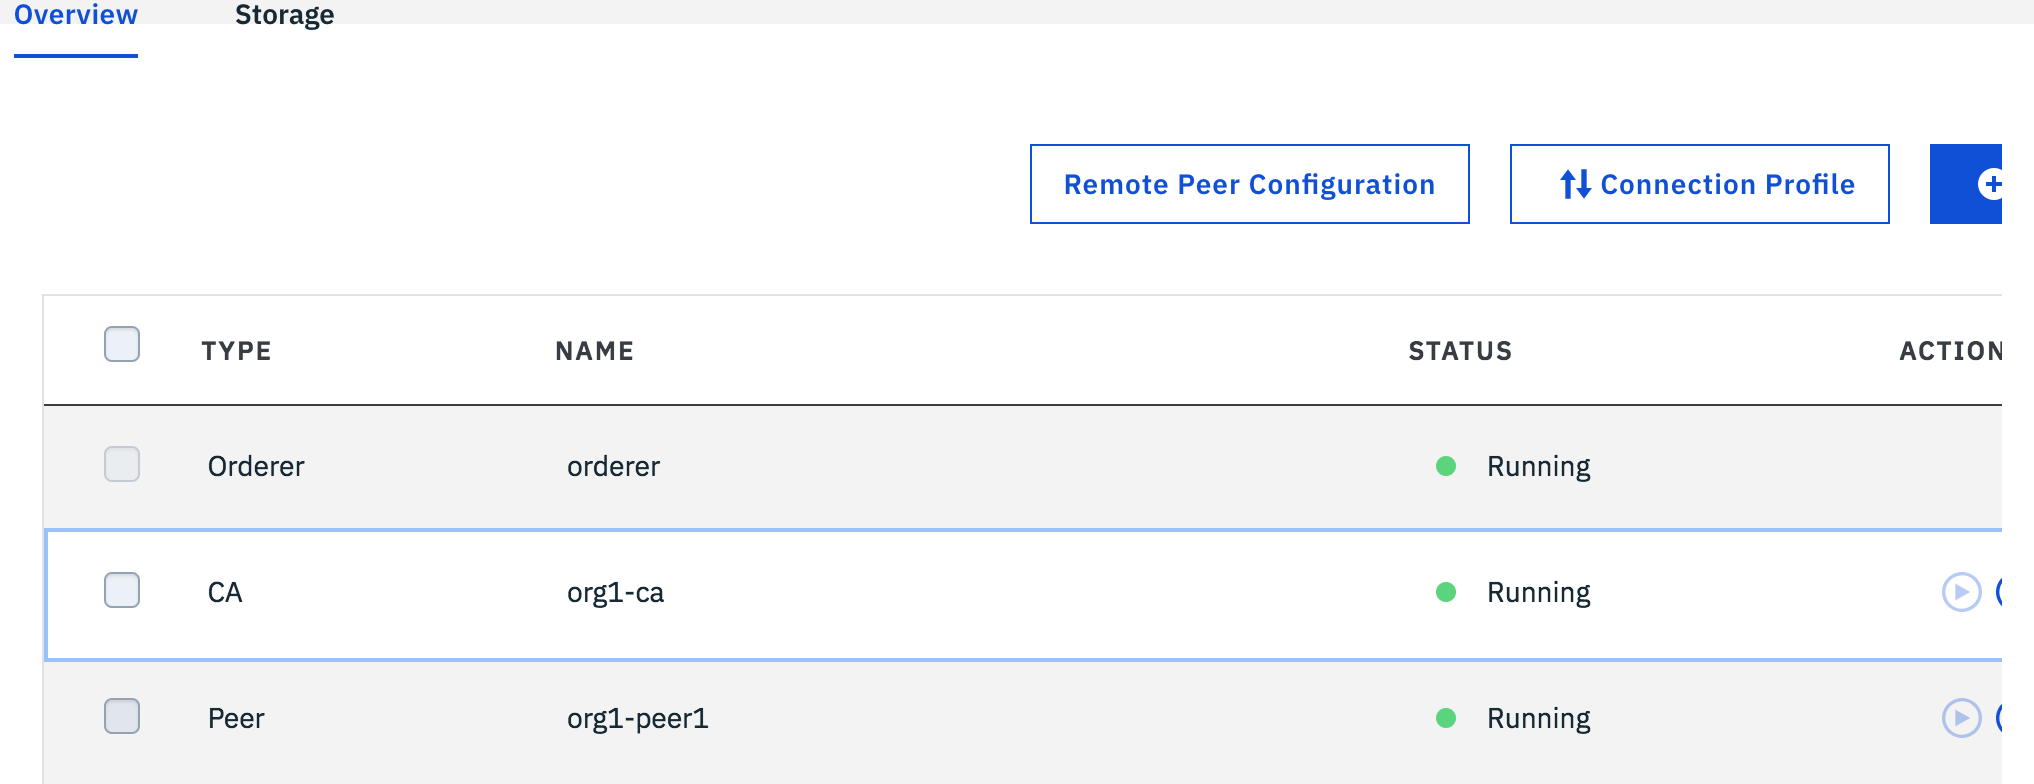 Overview Storage
Remote Peer Configuration Connection Profile
TYPE NAME STATUS ACTION
Orderer orderer Running
CA org1-ca Running
Peer org1-peer1 Running